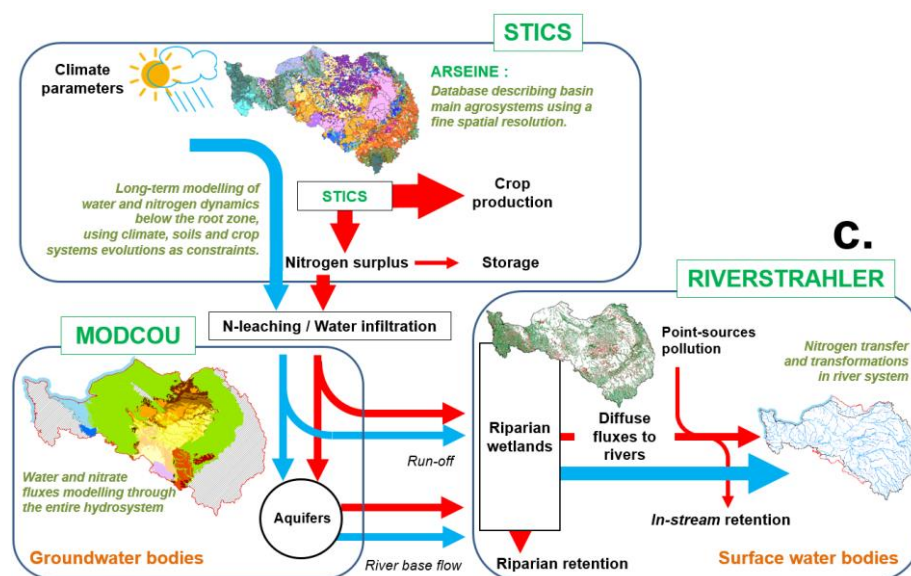 STICS
Climate
parameters
ARSEINE :
Database describing basin
main agrosystems using a
fine spatial resolution.
Long-term modelling of
water and nitrogen dynamics
below the root zone,
using climate, soils and crop
systems evolutions as constraints.
STICS
Crop
production
Nitrogen surplus
Storage
c.
RIVERSTRAHLER
N-leaching / Water infiltration
MODCOU
Point-sources
pollution
Nitrogen transfer
and transformations
in river system
Riparian
wetlands
Diffuse
fluxes to
rivers
Run-off
Water and nitrate
fluxes modelling through
the entire hydrosystem
Aquifers
In-stream retention
Groundwater bodies
River base flow
Riparian retention
Surface water bodies